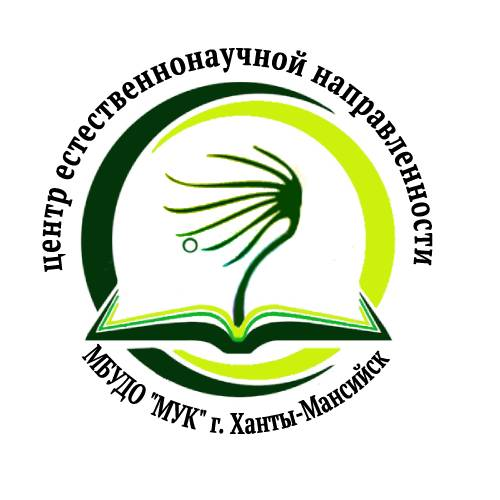 центр естественнонаучной направленности
МБУДО "МУК" г. Ханты-Мансийск